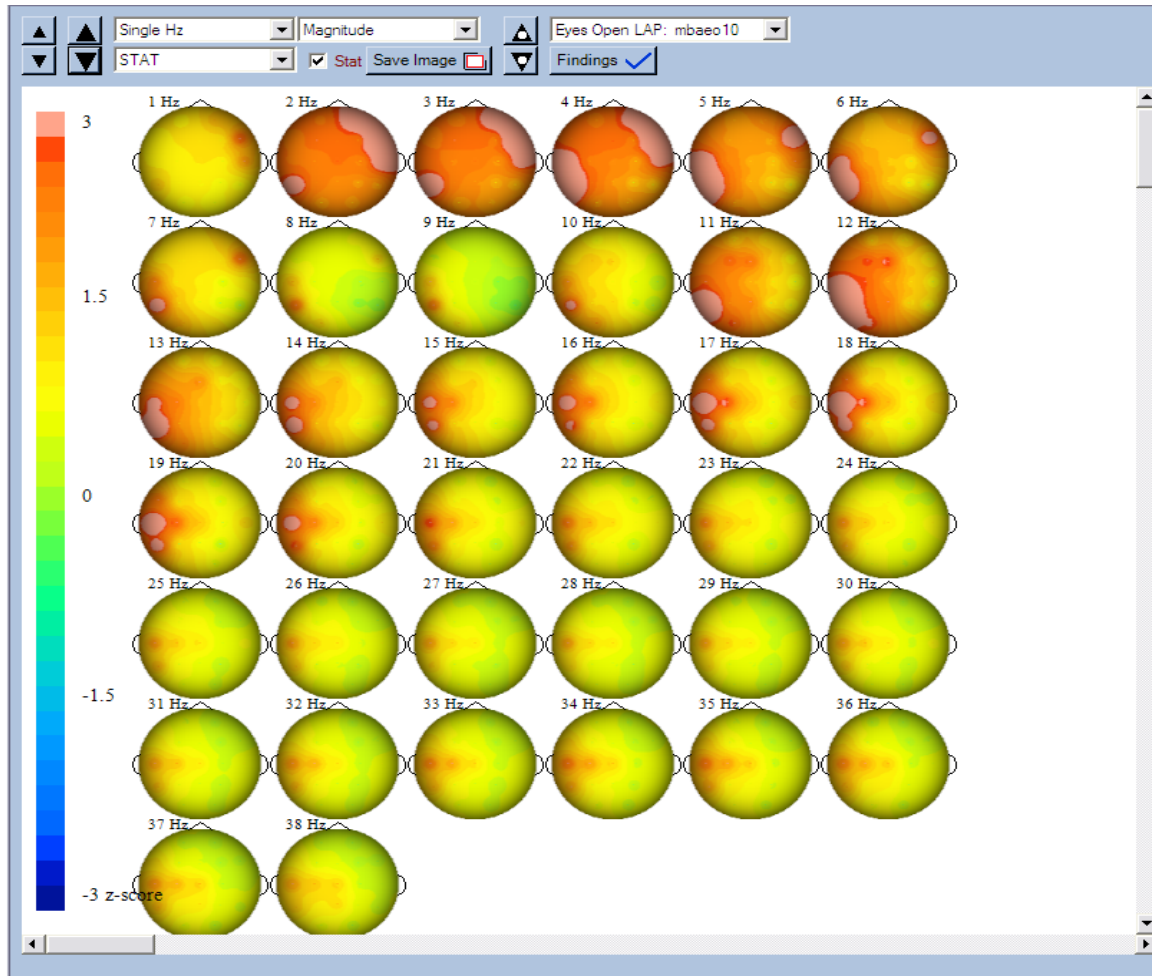 Single Hz Magnitude Eyes Open LAP: mbaeo10
STAT Stat Save Image Findings
1 Hz 2 Hz 3 Hz 4 Hz 5 Hz 6 Hz
3
7 Hz 8 Hz 9 Hz 10 Hz 11 Hz 12 Hz
1.5
13 Hz 14 Hz 15 Hz 16 Hz 17 Hz 18 Hz
19 Hz 20 Hz 21 Hz 22 Hz 23 Hz 24 Hz
0
25 Hz 26 Hz 27 Hz 28 Hz 29 Hz 30 Hz
-1.5
31 Hz 32 Hz 33 Hz 34 Hz 35 Hz 36 Hz
37 Hz 38 Hz
-3 z-score